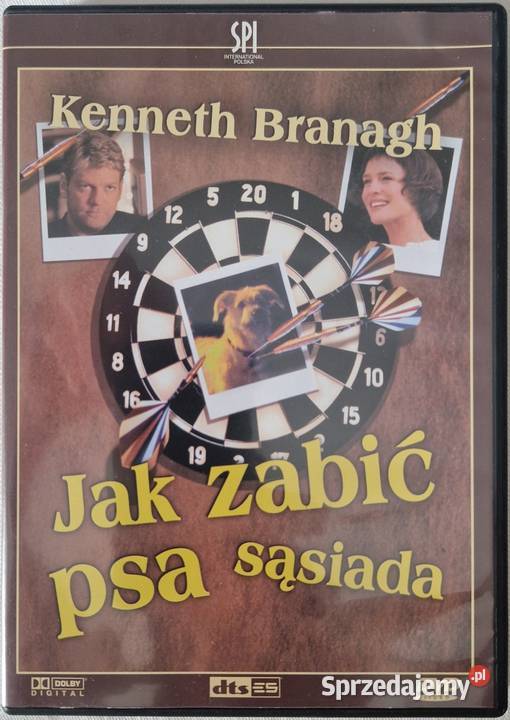 SPI
INTERNATIONAL
POLSKA
Kenneth Branagh
5 20 1
12 18
9
14
11 6
8 10
16 15
19
Jak zabić
psa sąsiada
DOLBY
DIGITAL
dts ES
Sprzedajemy.pl